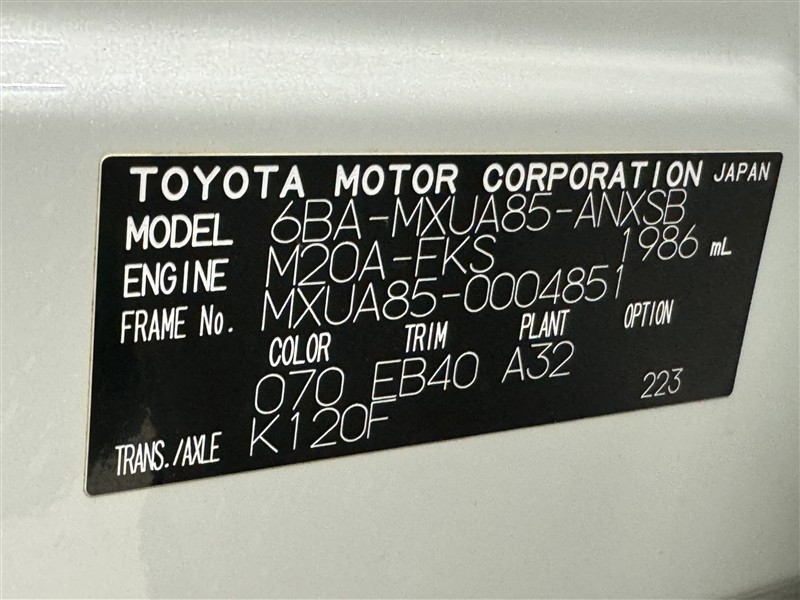 TOYOTA MOTOR CORPORATION JAPAN
MODEL 6BA-MXUA85-ANXSB
ENGINE M20A-FKS 1986 mL
FRAME No. MXUA85-0004851
COLOR TRIM PLANT OPTION
070 EB40 A32 223
TRANS./AXLE K120F